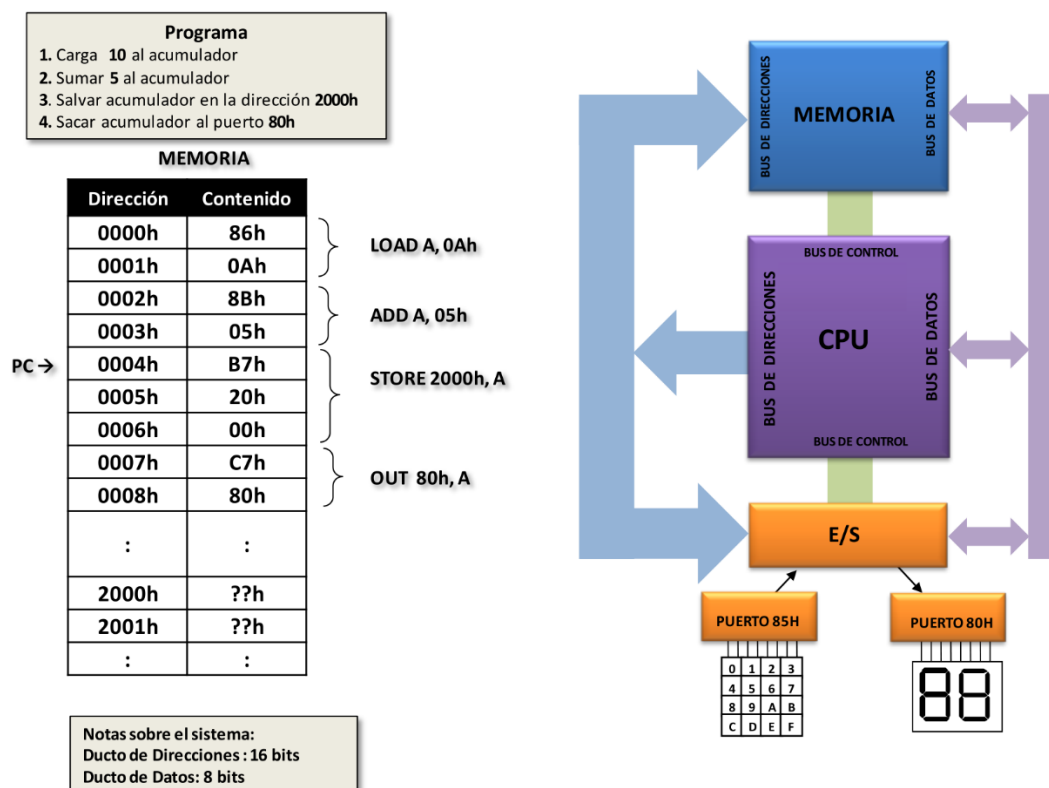 Programa
1. Carga 10 al acumulador
2. Sumar 5 al acumulador
3. Salvar acumulador en la dirección 2000h
4. Sacar acumulador al puerto 80h
MEMORIA
Dirección Contenido
0000h 86h
0001h 0Ah
LOAD A, 0Ah
0002h 8Bh
0003h 05h
ADD A, 05h
PC →
0004h B7h
0005h 20h
0006h 00h
STORE 2000h, A
0007h C7h
0008h 80h
OUT 80h, A
: :
2000h ??h
2001h ??h
: :
Notas sobre el sistema:
Ducto de Direcciones : 16 bits
Ducto de Datos: 8 bits
BUS DE DIRECCIONES
MEMORIA
BUS DE DATOS
BUS DE CONTROL
BUS DE DIRECCIONES
CPU
BUS DE DATOS
BUS DE CONTROL
E/S
PUERTO 85H
0 1 2 3
4 5 6 7
8 9 A B
C D E F
PUERTO 80H
88